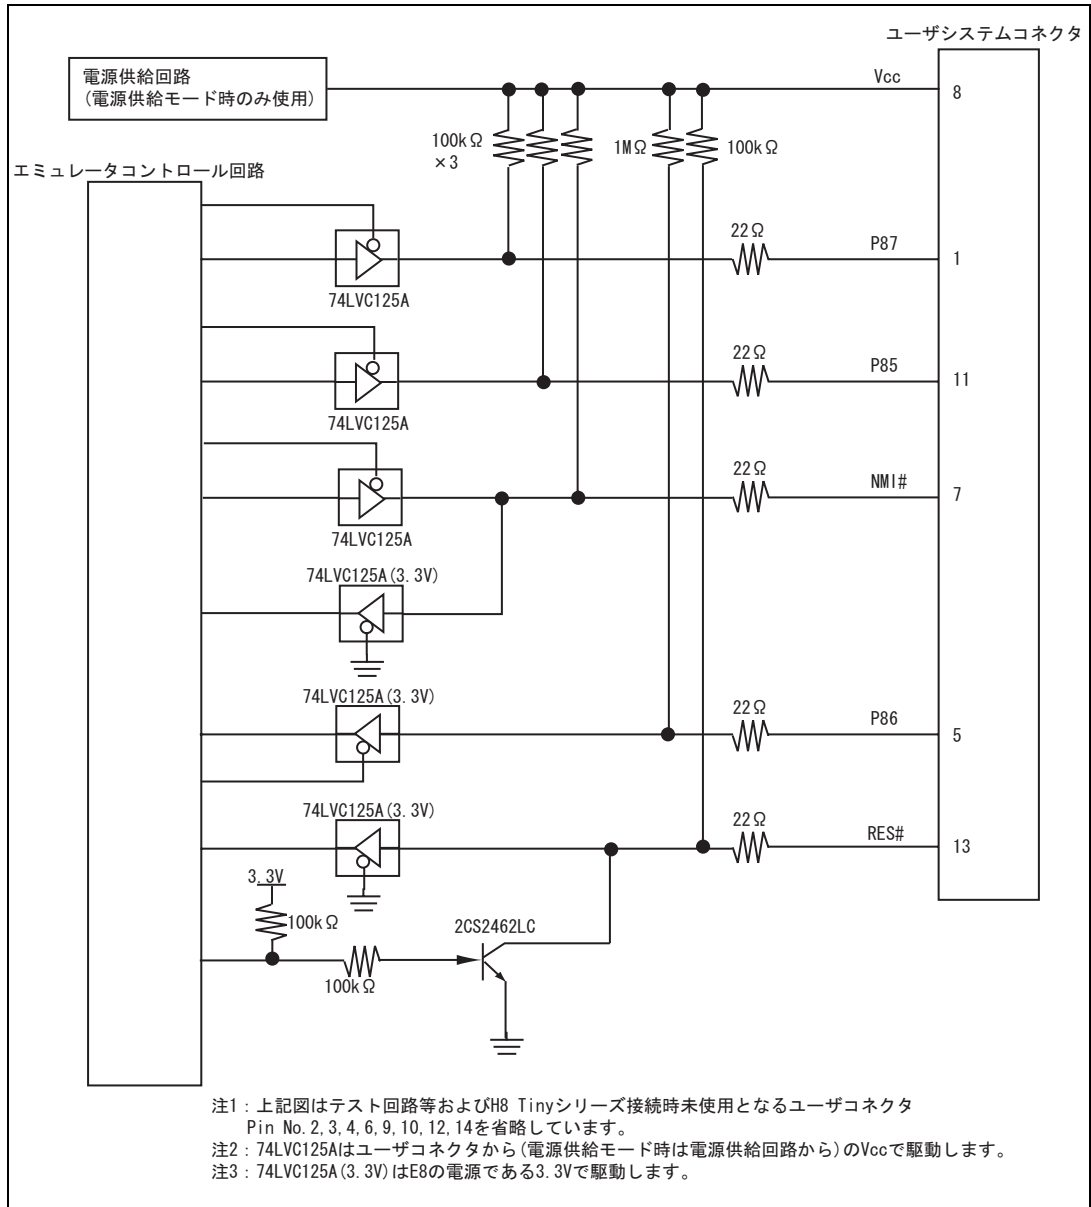 ユーザシステムコネクタ
電源供給回路
(電源供給モード時のみ使用)
Vcc
8
100kΩ
×3
1MΩ
100kΩ
エミュレータコントロール回路
22Ω
P87
1
74LVC125A
22Ω
P85
11
74LVC125A
22Ω
NMI#
7
74LVC125A
74LVC125A(3.3V)
74LVC125A(3.3V)
22Ω
P86
5
74LVC125A(3.3V)
22Ω
RES#
13
3.3V
100kΩ
2CS2462LC
100kΩ
注1：上記図はテスト回路等およびH8 Tinyシリーズ接続時未使用となるユーザコネクタ
Pin No.2,3,4,6,9,10,12,14を省略しています。
注2：74LVC125Aはユーザコネクタから(電源供給モード時は電源供給回路から)のVccで駆動します。
注3：74LVC125A(3.3V)はE8の電源である3.3Vで駆動します。